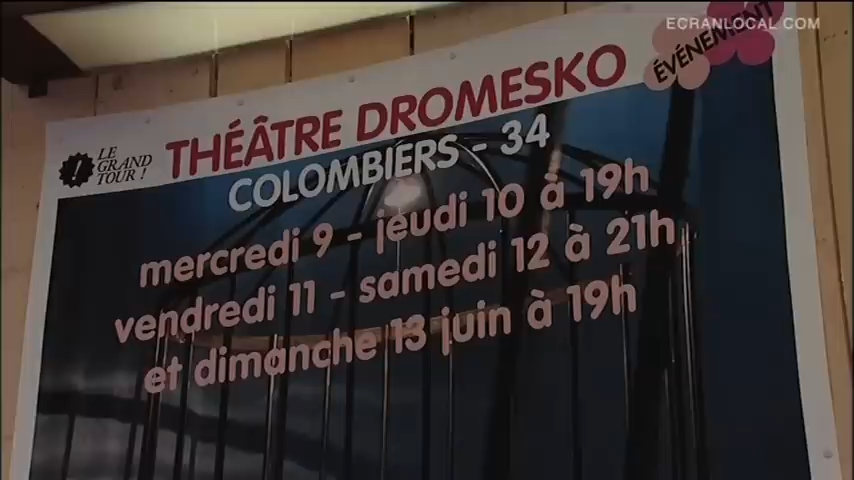 ECRANLOCAL.COM
ÉVÉNEMENT
THÉÂTRE DROMESKO
! LE
GRAND
TOUR !
COLOMBIERS - 34
mercredi 9 - jeudi 10 à 19h
vendredi 11 - samedi 12 à 21h
et dimanche 13 juin à 19h